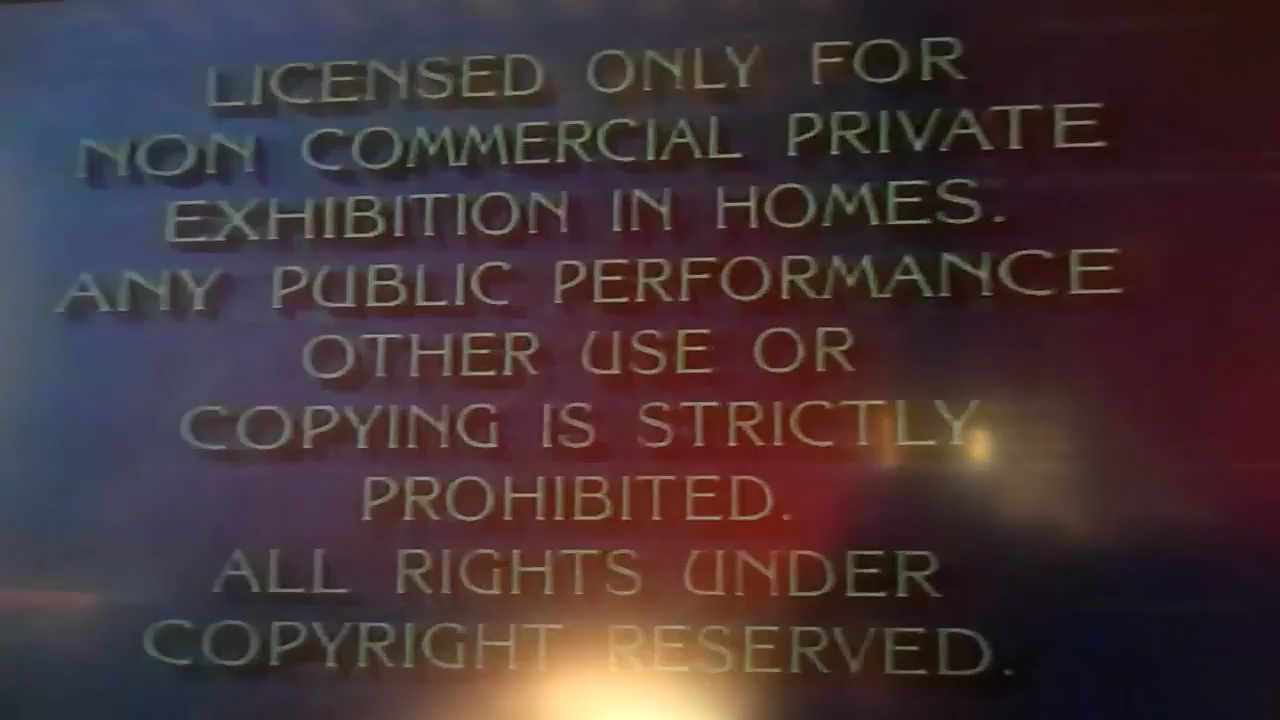 LICENSED ONLY FOR
NON COMMERCIAL PRIVATE
EXHIBITION IN HOMES.
ANY PUBLIC PERFORMANCE
OTHER USE OR
COPYING IS STRICTLY
PROHIBITED.
ALL RIGHTS UNDER
COPYRIGHT RESERVED.